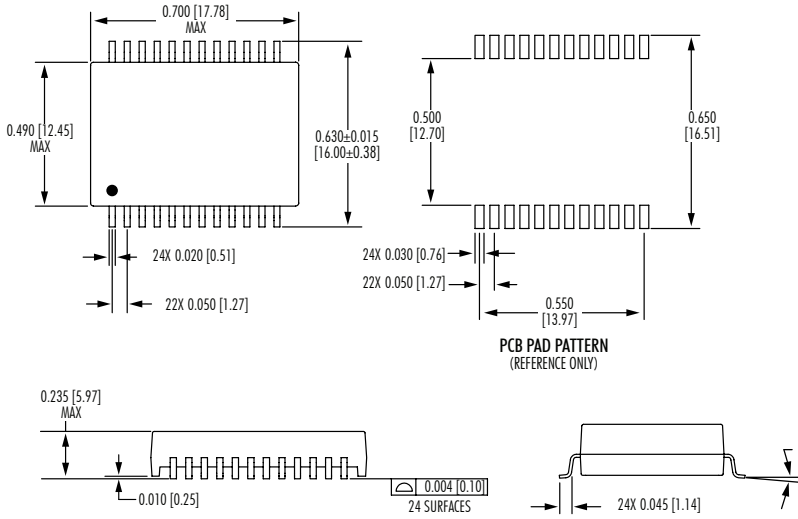 0.700 [17.78]
MAX
0.490 [12.45]
MAX
0.630±0.015
[16.00±0.38]
24X 0.020 [0.51]
22X 0.050 [1.27]
0.500
[12.70]
0.650
[16.51]
24X 0.030 [0.76]
22X 0.050 [1.27]
0.550
[13.97]
PCB PAD PATTERN
(REFERENCE ONLY)
0.235 [5.97]
MAX
0.010 [0.25]
0.004 [0.10]
24 SURFACES
24X 0.045 [1.14]